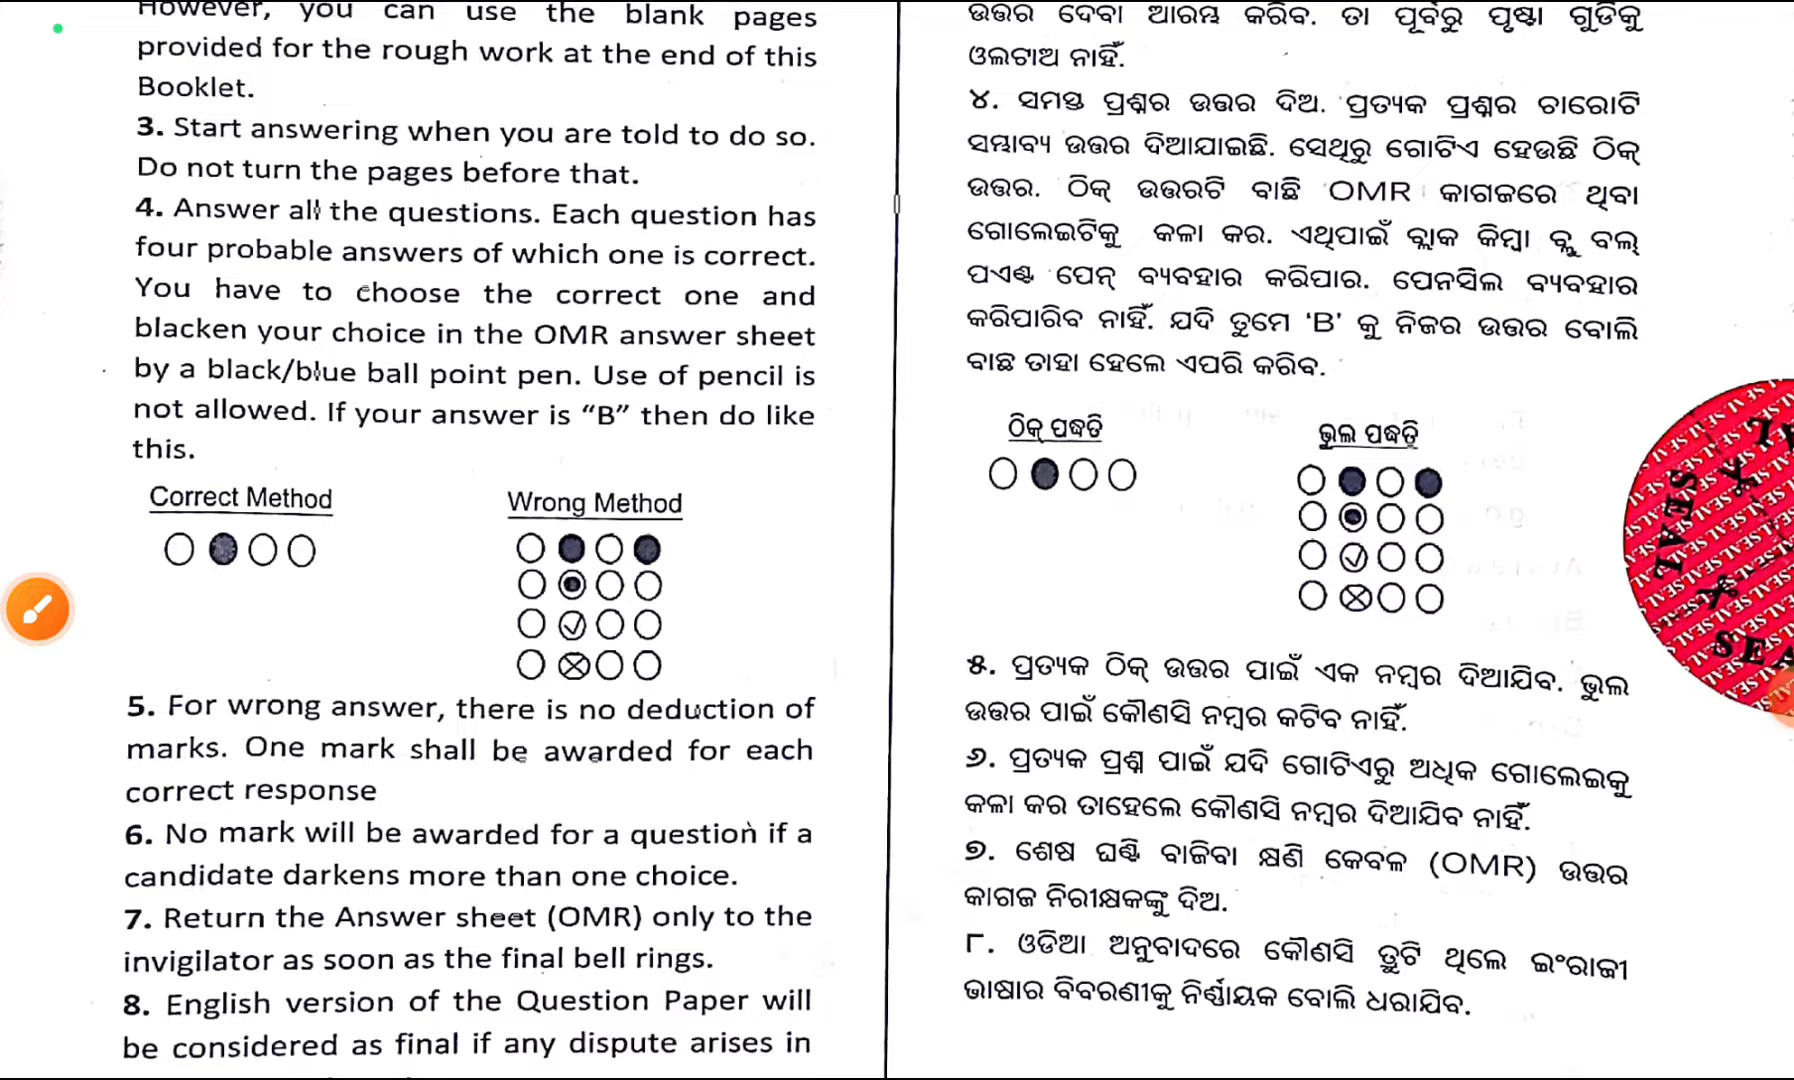 However, you can use the blank pages
provided for the rough work at the end of this
Booklet.
3. Start answering when you are told to do so.
Do not turn the pages before that.
4. Answer all the questions. Each question has
four probable answers of which one is correct.
You have to choose the correct one and
blacken your choice in the OMR answer sheet
by a black/blue ball point pen. Use of pencil is
not allowed. If your answer is “B” then do like
this.
Correct Method
Wrong Method
5. For wrong answer, there is no deduction of
marks. One mark shall be awarded for each
correct response
6. No mark will be awarded for a question if a
candidate darkens more than one choice.
7. Return the Answer sheet (OMR) only to the
invigilator as soon as the final bell rings.
8. English version of the Question Paper will
be considered as final if any dispute arises in
ଉତ୍ତର ଦେବା ଆରମ୍ଭ କରିବ. ତା ପୂର୍ବରୁ ପୃଷ୍ଠା ଗୁଡିକୁ
ଓଲଟାଅ ନାହିଁ.
୪. ସମସ୍ତ ପ୍ରଶ୍ନର ଉତ୍ତର ଦିଅ. ପ୍ରତ୍ୟକ ପ୍ରଶ୍ନର ଚାରୋଟି
ସମ୍ଭାବ୍ୟ ଉତ୍ତର ଦିଆଯାଇଛି. ସେଥିରୁ ଗୋଟିଏ ହେଉଛି ଠିକ୍
ଉତ୍ତର. ଠିକ୍ ଉତ୍ତରଟି ବାଛି OMR କାଗଜରେ ଥିବା
ଗୋଲେଇଟିକୁ କଳା କର. ଏଥିପାଇଁ ବ୍ଲାକ କିମ୍ବା ବ୍ଲୁ ବଲ୍
ପଏଣ୍ଟ ପେନ୍ ବ୍ୟବହାର କରିପାର. ପେନସିଲ ବ୍ୟବହାର
କରିପାରିବ ନାହିଁ. ଯଦି ତୁମେ ‘B’ କୁ ନିଜର ଉତ୍ତର ବୋଲି
ବାଛ ତାହା ହେଲେ ଏପରି କରିବ.
ଠିକ୍ ପଦ୍ଧତି
ଭୁଲ ପଦ୍ଧତି
୫. ପ୍ରତ୍ୟକ ଠିକ୍ ଉତ୍ତର ପାଇଁ ଏକ ନମ୍ବର ଦିଆଯିବ. ଭୁଲ
ଉତ୍ତର ପାଇଁ କୌଣସି ନମ୍ବର କଟିବ ନାହିଁ.
୬. ପ୍ରତ୍ୟକ ପ୍ରଶ୍ନ ପାଇଁ ଯଦି ଗୋଟିଏରୁ ଅଧିକ ଗୋଲେଇକୁ
କଳା କର ତାହେଲେ କୌଣସି ନମ୍ବର ଦିଆଯିବ ନାହିଁ.
୭. ଶେଷ ଘଣ୍ଟି ବାଜିବା କ୍ଷଣି କେବଳ (OMR) ଉତ୍ତର
କାଗଜ ନିରୀକ୍ଷକଙ୍କୁ ଦିଅ.
୮. ଓଡିଆ ଅନୁବାଦରେ କୌଣସି ତ୍ରୁଟି ଥିଲେ ଇଂରାଜୀ
ଭାଷାର ବିବରଣୀକୁ ନିର୍ଣ୍ଣାୟକ ବୋଲି ଧରାଯିବ.
SEAL